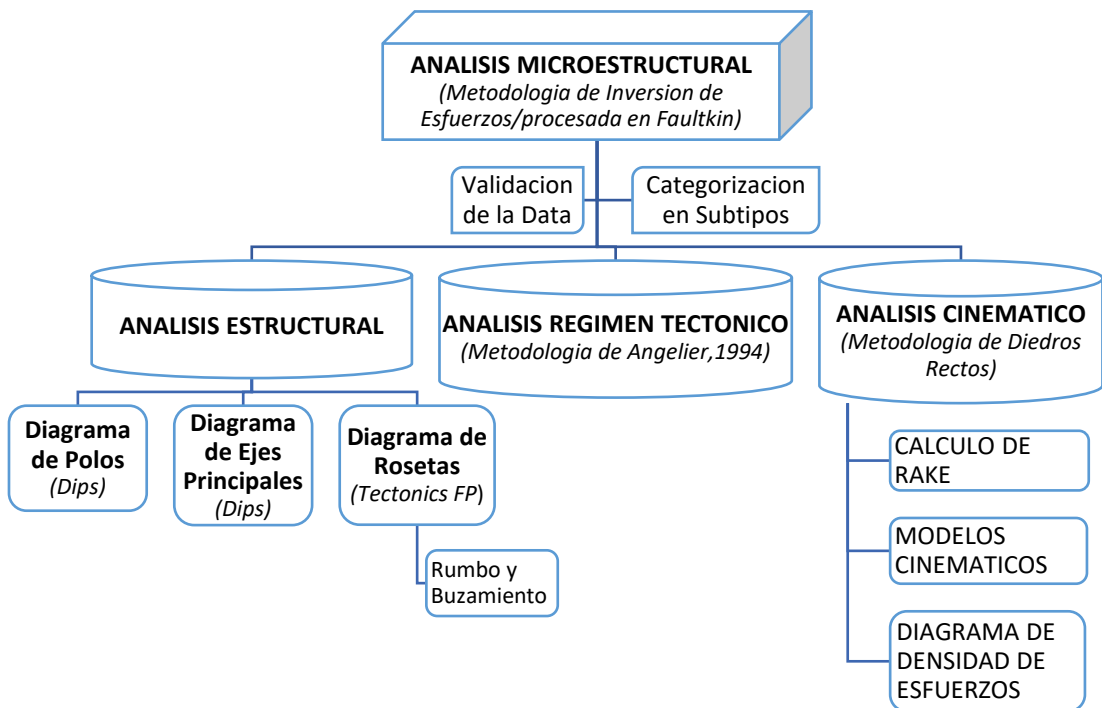 ANALISIS MICROESTRUCTURAL
(Metodologia de Inversion de
Esfuerzos/procesada en Faultkin)
Validacion
de la Data
Categorizacion
en Subtipos
ANALISIS ESTRUCTURAL
ANALISIS REGIMEN TECTONICO
(Metodologia de Angelier,1994)
ANALISIS CINEMATICO
(Metodologia de Diedros
Rectos)
Diagrama
de Polos
(Dips)
Diagrama
de Ejes
Principales
(Dips)
Diagrama de
Rosetas
(Tectonics FP)
Rumbo y
Buzamiento
CALCULO DE
RAKE
MODELOS
CINEMATICOS
DIAGRAMA DE
DENSIDAD DE
ESFUERZOS